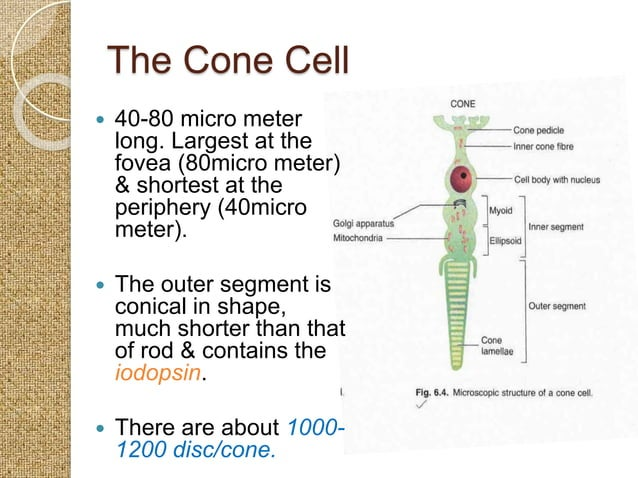 The Cone Cell
• 40-80 micro meter
long. Largest at the
fovea (80micro meter)
& shortest at the
periphery (40micro
meter).
• The outer segment is
conical in shape,
much shorter than that
of rod & contains the
iodopsin.
• There are about 1000-
1200 disc/cone.
CONE
Cone pedicle
Inner cone fibre
Cell body with nucleus
Golgi apparatus
Mitochondria
Myoid
Ellipsoid
Inner segment
Outer segment
Cone
lamellae
l.
Fig. 6.4. Microscopic structure of a cone cell.